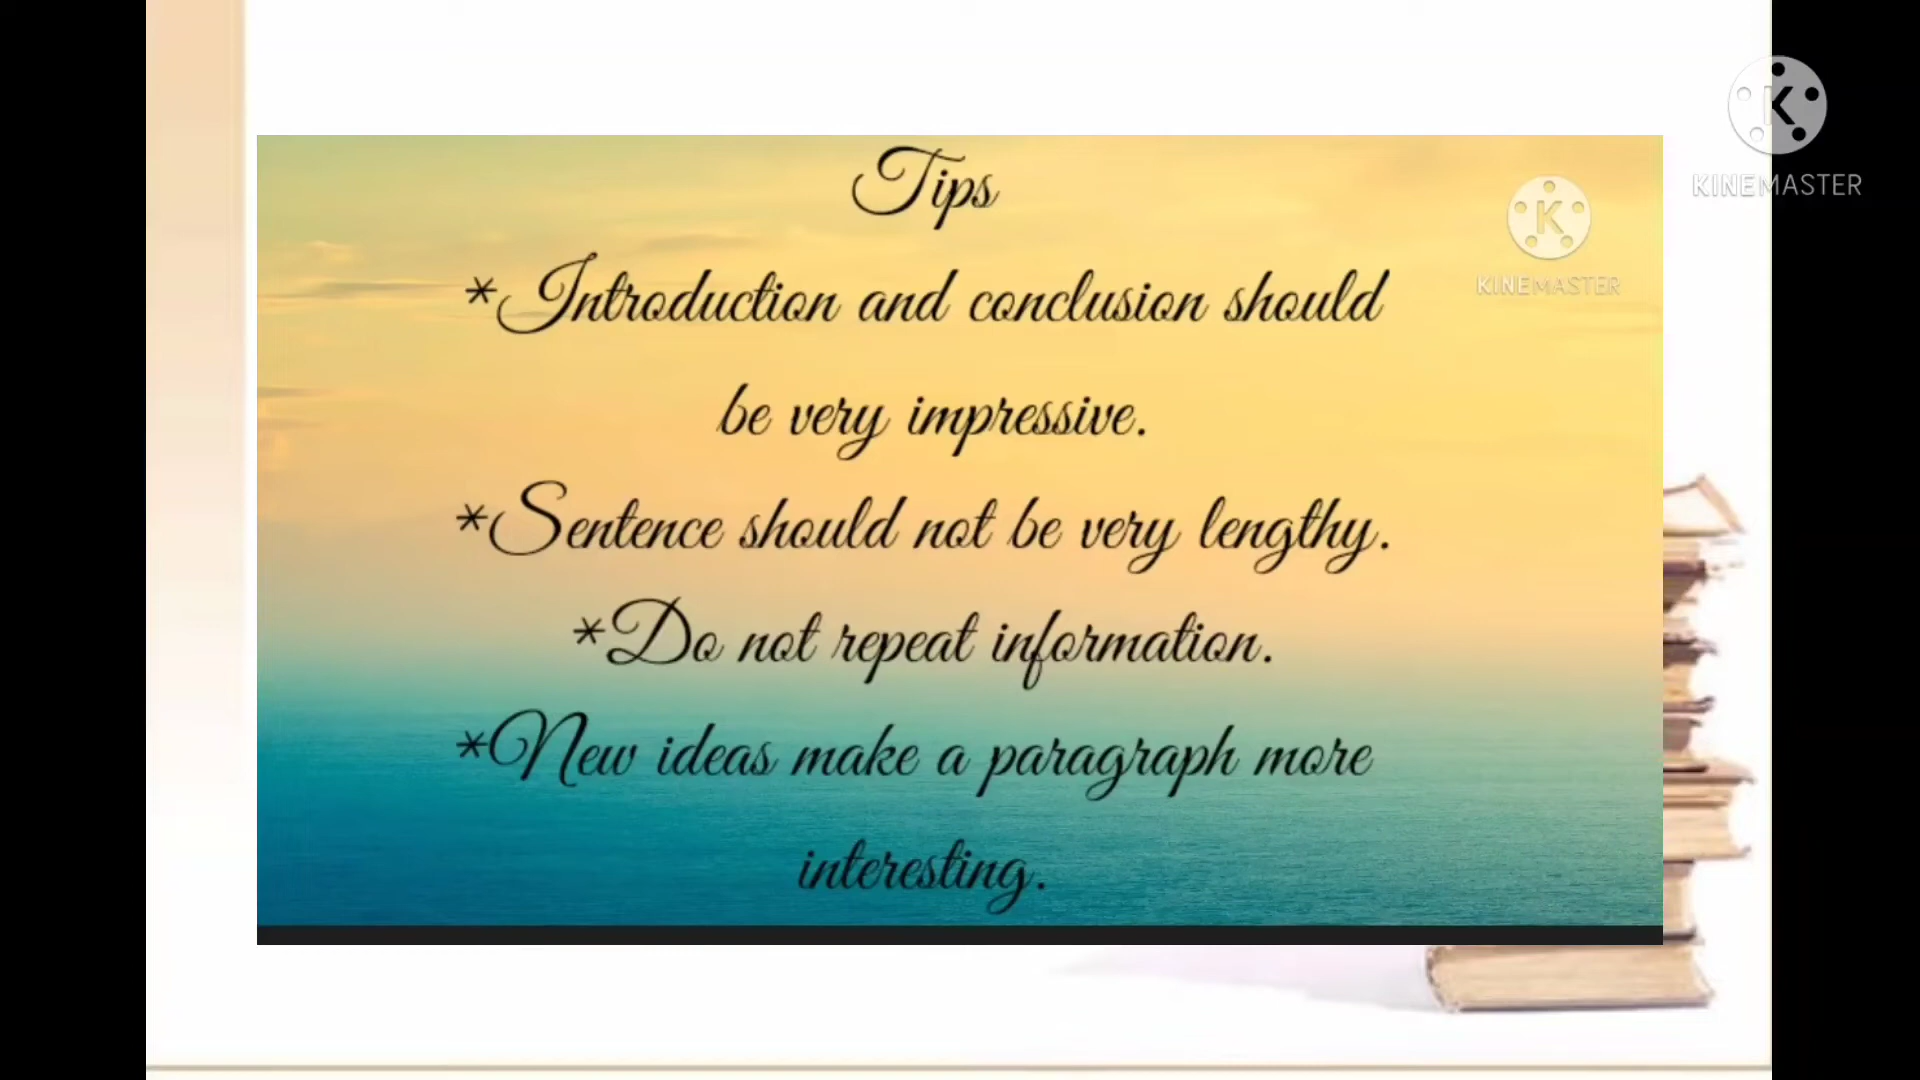 Tips
*Introduction and conclusion should
be very impressive.
*Sentence should not be very lengthy.
*Do not repeat information.
*New ideas make a paragraph more
interesting.
K
KINEMASTER
K
KINEMASTER